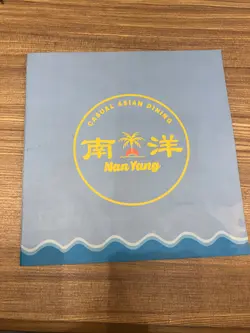 CASUAL ASIAN DINING
南洋
Nan Yang